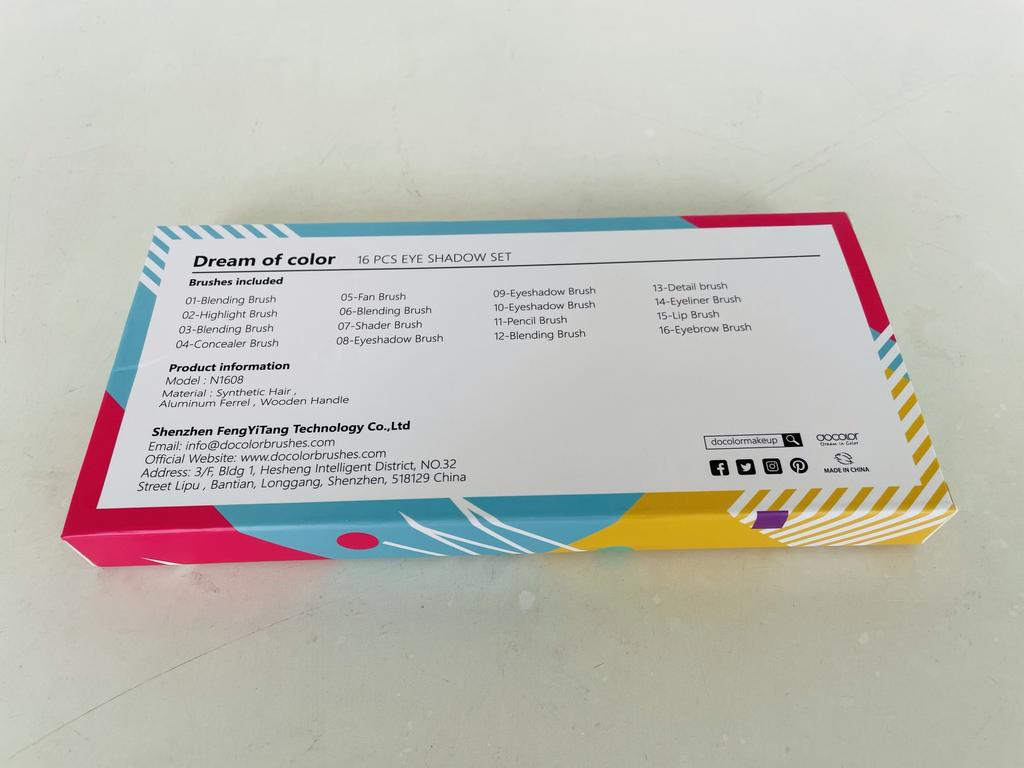 Dream of color 16 PCS EYE SHADOW SET
Brushes included
01-Blending Brush
02-Highlight Brush
03-Blending Brush
04-Concealer Brush
05-Fan Brush
06-Blending Brush
07-Shader Brush
08-Eyeshadow Brush
09-Eyeshadow Brush
10-Eyeshadow Brush
11-Pencil Brush
12-Blending Brush
13-Detail brush
14-Eyeliner Brush
15-Lip Brush
16-Eyebrow Brush
Product information
Model : N1608
Material : Synthetic Hair ,
Aluminum Ferrel , Wooden Handle
Shenzhen FengYiTang Technology Co.,Ltd
Email: info@docolorbrushes.com
Official Website: www.docolorbrushes.com
Address: 3/F, Bldg 1, Hesheng Intelligent District, NO.32
Street Lipu , Bantian, Longgang, Shenzhen, 518129 China
docolormakeup
docolor
Dream in Color
MADE IN CHINA